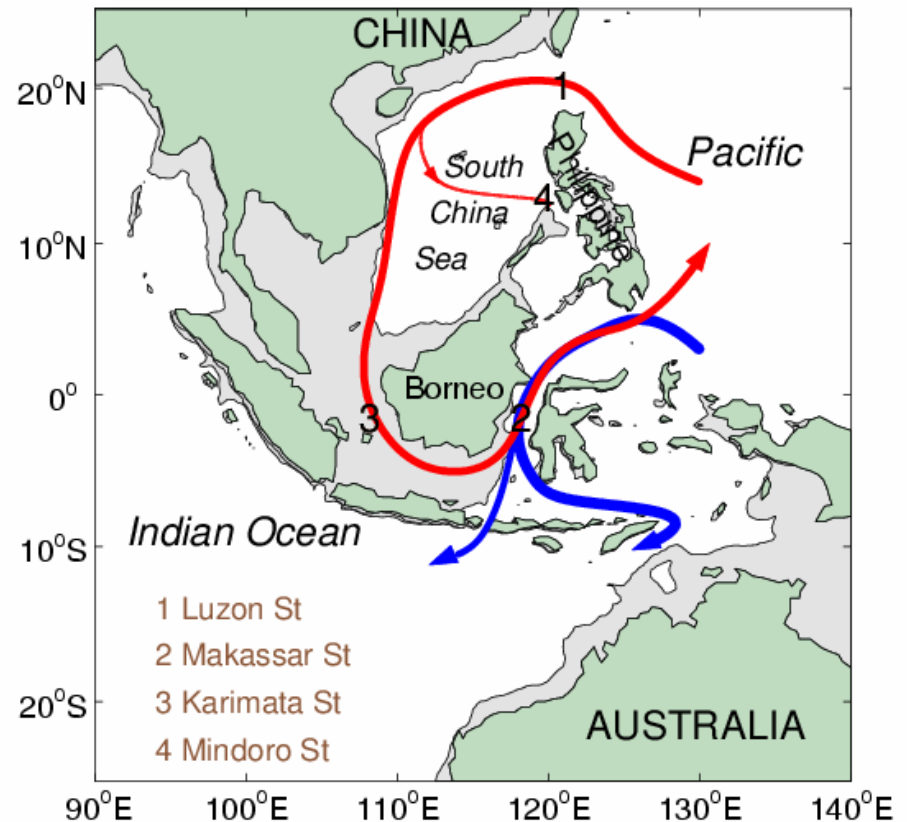 CHINA
20°N
1
Pacific
Philippine
South
4
China
10°N
Sea
0°
Borneo
3
2
Indian Ocean
10°S
1 Luzon St
2 Makassar St
3 Karimata St
4 Mindoro St
20°S
AUSTRALIA
90°E
100°E
110°E
120°E
130°E
140°E